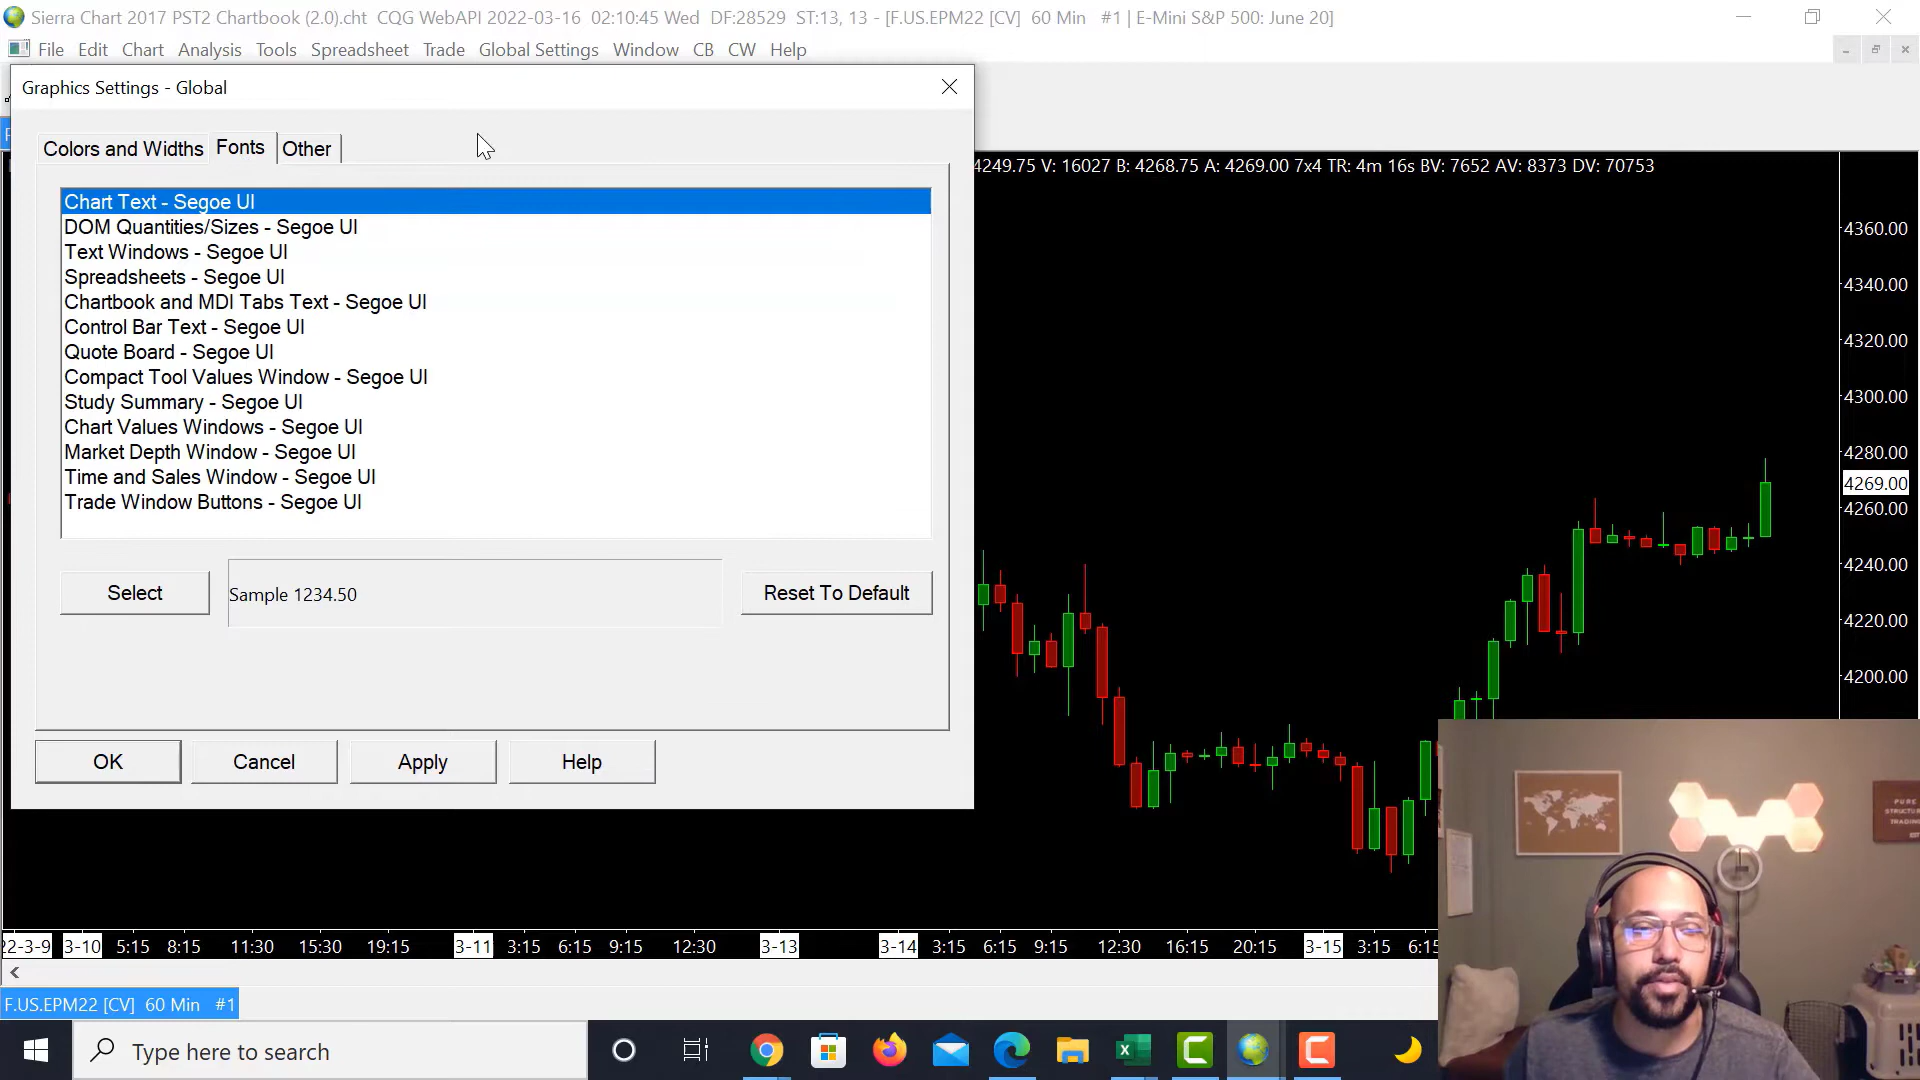 Sierra Chart 2017 PST2 Chartbook (2.0).cht CQG WebAPI 2022-03-16 02:10:45 Wed DF:28529 ST:13, 13 - [F.US.EPM22 [CV] 60 Min #1 | E-Mini S&P 500: June 20]
File Edit Chart Analysis Tools Spreadsheet Trade Global Settings Window CB CW Help
Graphics Settings - Global
Colors and Widths Fonts Other
4249.75 V: 16027 B: 4268.75 A: 4269.00 7x4 TR: 4m 16s BV: 7652 AV: 8373 DV: 70753
Chart Text - Segoe UI
DOM Quantities/Sizes - Segoe UI
Text Windows - Segoe UI
Spreadsheets - Segoe UI
Chartbook and MDI Tabs Text - Segoe UI
Control Bar Text - Segoe UI
Quote Board - Segoe UI
Compact Tool Values Window - Segoe UI
Study Summary - Segoe UI
Chart Values Windows - Segoe UI
Market Depth Window - Segoe UI
Time and Sales Window - Segoe UI
Trade Window Buttons - Segoe UI
Select
Sample 1234.50
Reset To Default
OK Cancel Apply Help
4360.00
4340.00
4320.00
4300.00
4280.00
4269.00
4260.00
4240.00
4220.00
4200.00
PURE
STRUCTURE
TRADING
22-3-9 3-10 5:15 8:15 11:30 15:30 19:15 3-11 3:15 6:15 9:15 12:30 3-13 3-14 3:15 6:15 9:15 12:30 16:15 20:15 3-15 3:15 6:15
F.US.EPM22 [CV] 60 Min #1
Type here to search